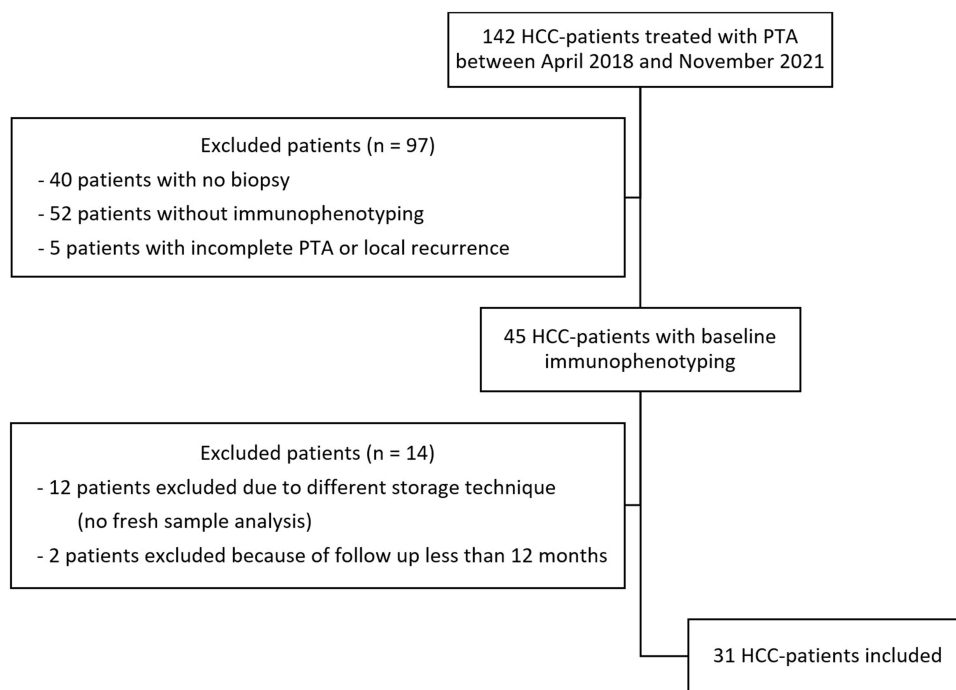 142 HCC-patients treated with PTA
between April 2018 and November 2021
Excluded patients (n = 97)
- 40 patients with no biopsy
- 52 patients without immunophenotyping
- 5 patients with incomplete PTA or local recurrence
45 HCC-patients with baseline
immunophenotyping
Excluded patients (n = 14)
- 12 patients excluded due to different storage technique
(no fresh sample analysis)
- 2 patients excluded because of follow up less than 12 months
31 HCC-patients included